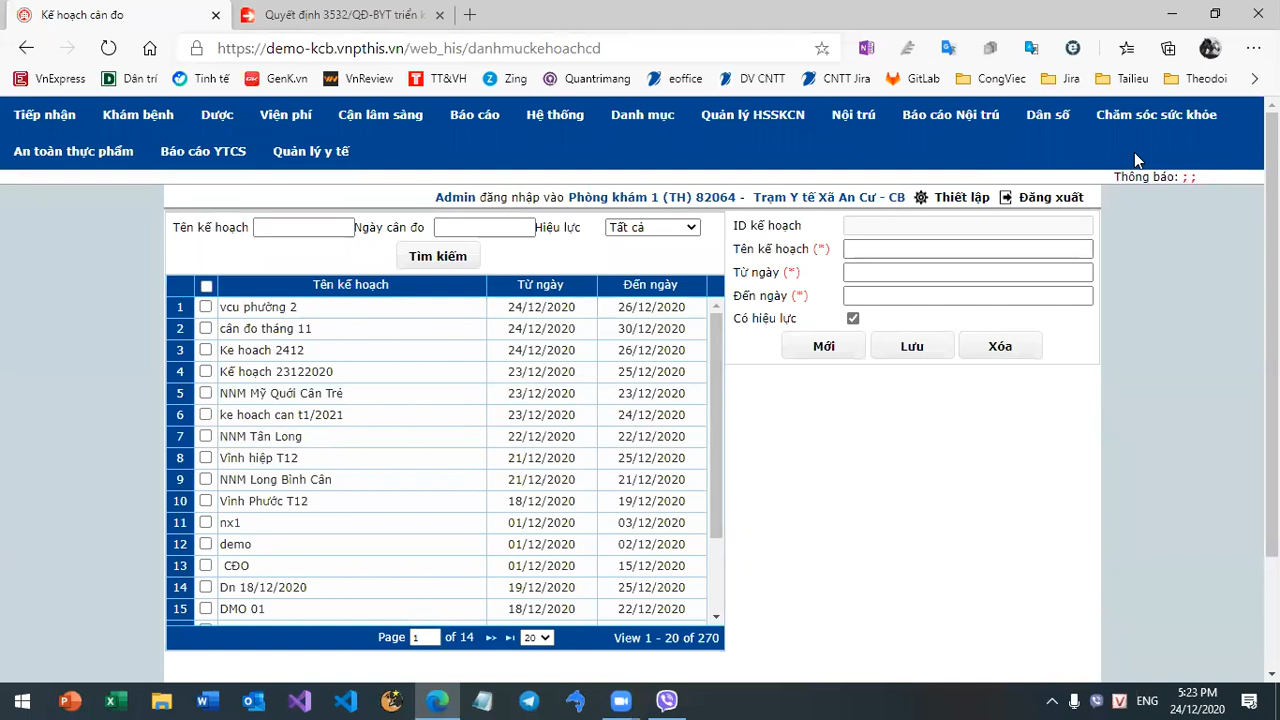 Kế hoạch cân đo
Quyết định 3532/QĐ-BYT triển k
https://demo-kcb.vnpthis.vn/web_his/danhmuckehoachcd
VnExpress Dân trí Tinh tế GenK.vn VnReview TT&VH Zing Quantrimang eoffice DV CNTT CNTT Jira GitLab CongViec Jira Tailieu Theodoi
Tiếp nhận Khám bệnh Dược Viện phí Cận lâm sàng Báo cáo Hệ thống Danh mục Quản lý HSSKCN Nội trú Báo cáo Nội trú Dân số Chăm sóc sức khỏe
An toàn thực phẩm Báo cáo YTCS Quản lý y tế
Thông báo: ; ;
Admin đăng nhập vào Phòng khám 1 (TH) 82064 - Trạm Y tế Xã An Cư - CB Thiết lập Đăng xuất
Tên kế hoạch Ngày cân đo Hiệu lực Tất cả
Tìm kiếm
Tên kế hoạch Từ ngày Đến ngày
1 vcu phường 2 24/12/2020 26/12/2020
2 cân đo tháng 11 24/12/2020 30/12/2020
3 Ke hoach 2412 24/12/2020 26/12/2020
4 Kế hoạch 23122020 23/12/2020 25/12/2020
5 NNM Mỹ Quới Cân Trẻ 23/12/2020 23/12/2020
6 ke hoach can t1/2021 23/12/2020 24/12/2020
7 NNM Tân Long 22/12/2020 22/12/2020
8 Vĩnh hiệp T12 21/12/2020 25/12/2020
9 NNM Long Bình Cân 21/12/2020 21/12/2020
10 Vĩnh Phước T12 18/12/2020 19/12/2020
11 nx1 01/12/2020 03/12/2020
12 demo 01/12/2020 02/12/2020
13 CĐO 01/12/2020 15/12/2020
14 Dn 18/12/2020 19/12/2020 25/12/2020
15 DMO 01 18/12/2020 22/12/2020
Page 1 of 14 20 View 1 - 20 of 270
ID kế hoạch
Tên kế hoạch (*)
Từ ngày (*)
Đến ngày (*)
Có hiệu lực
Mới Lưu Xóa
ENG
5:23 PM
24/12/2020